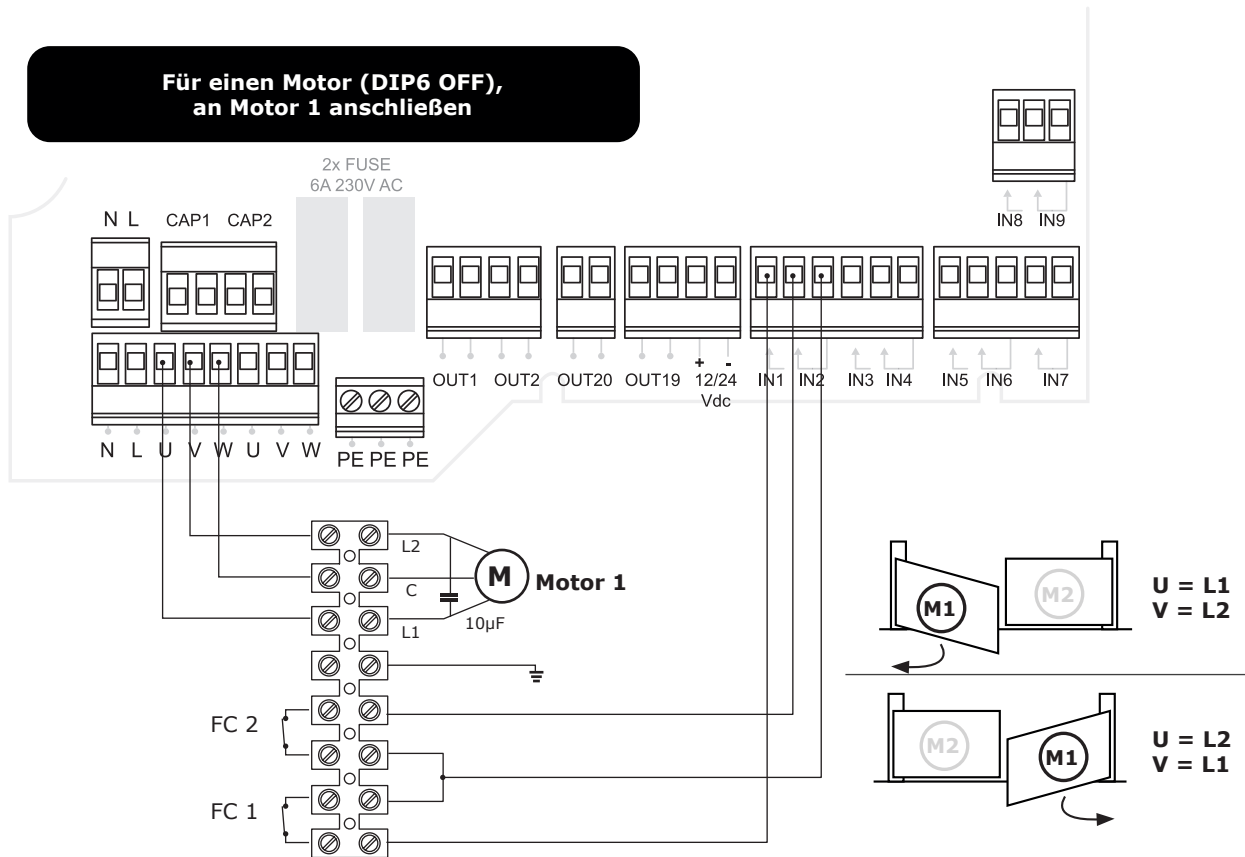 Für einen Motor (DIP6 OFF),
an Motor 1 anschließen
2x FUSE
6A 230V AC
IN8 IN9
N L CAP1 CAP2
OUT1 OUT2 OUT20 OUT19 + - 12/24 Vdc IN1 IN2 IN3 IN4 IN5 IN6 IN7
N L U V W U V W
PE PE PE
L2
C
L1
10µF
M
Motor 1
FC 2
FC 1
M1
M2
U = L1
V = L2
M2
M1
U = L2
V = L1